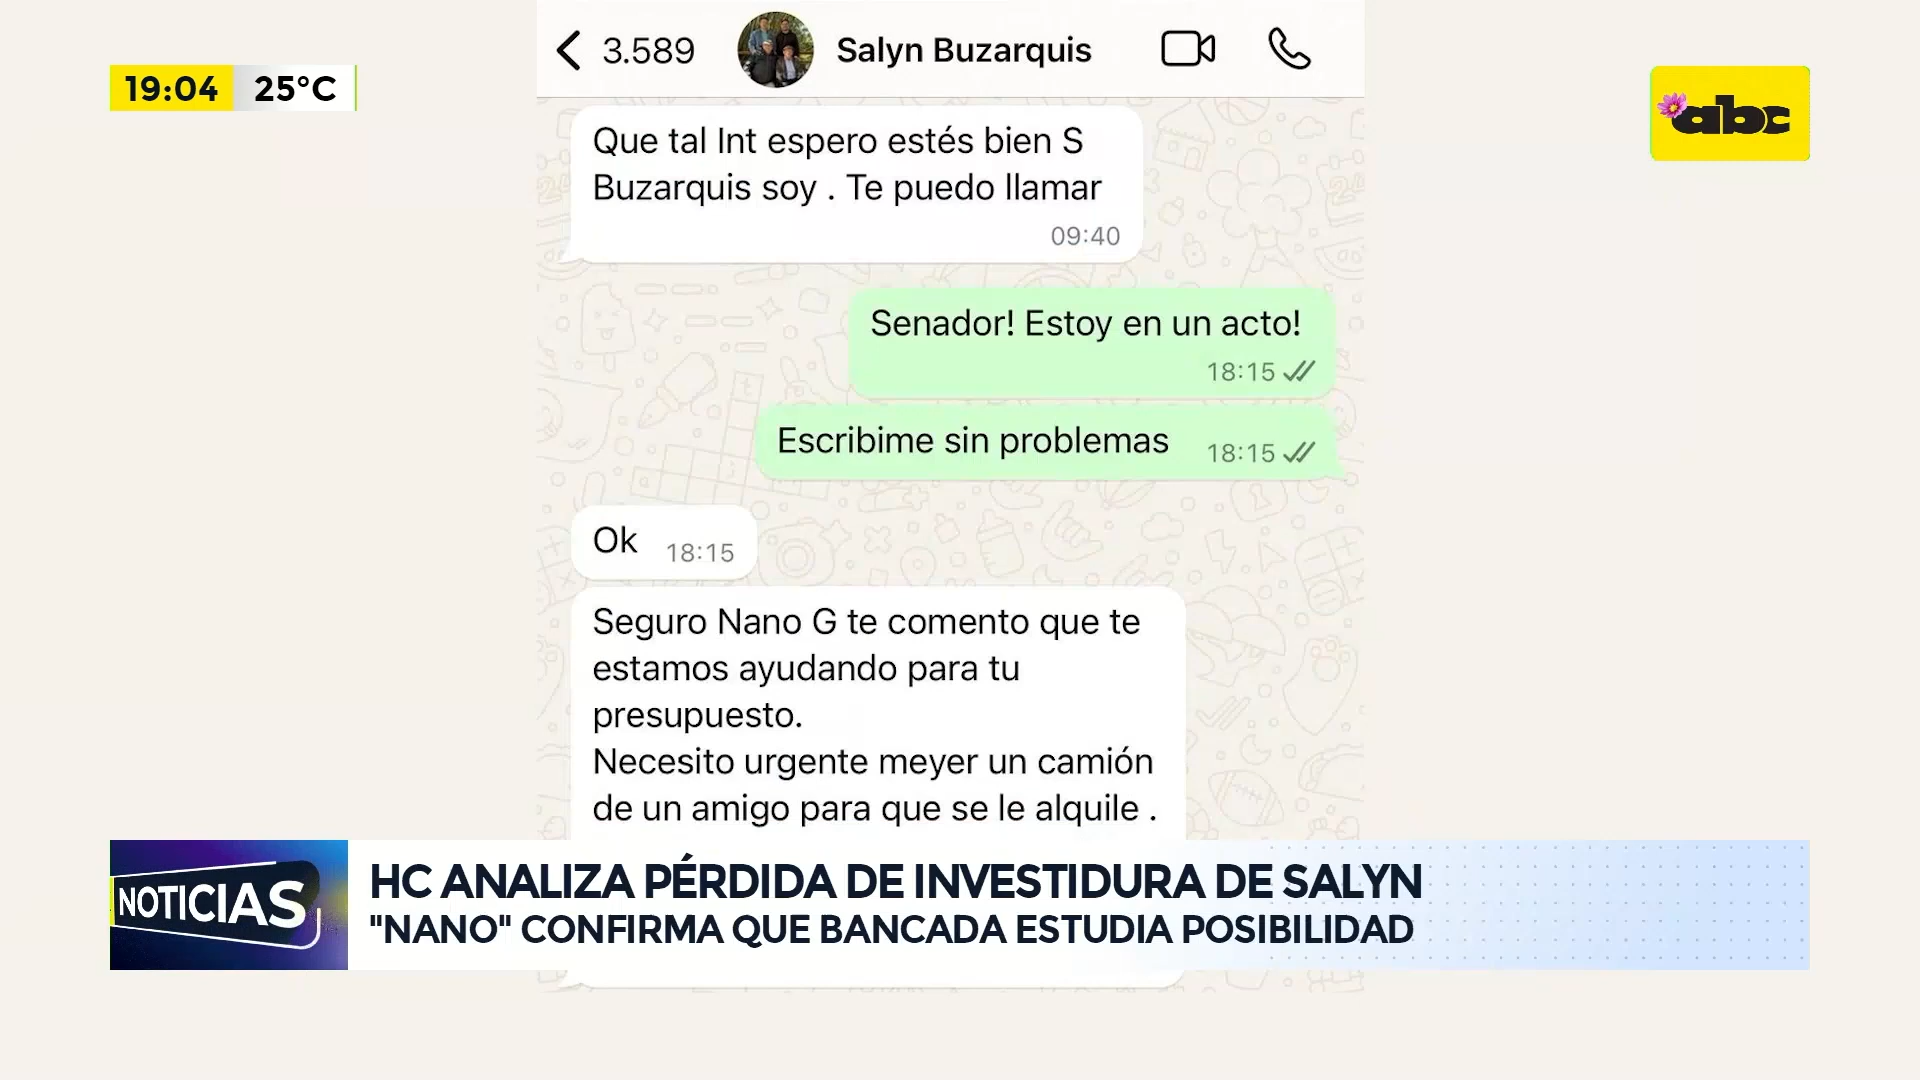 19:04 25°C
3.589 Salyn Buzarquis
abc
Que tal Int espero estés bien S
Buzarquis soy . Te puedo llamar
09:40
Senador! Estoy en un acto!
18:15
Escribime sin problemas 18:15
Ok 18:15
Seguro Nano G te comento que te
estamos ayudando para tu
presupuesto.
Necesito urgente meyer un camión
de un amigo para que se le alquile .
NOTICIAS
HC ANALIZA PÉRDIDA DE INVESTIDURA DE SALYN
"NANO" CONFIRMA QUE BANCADA ESTUDIA POSIBILIDAD